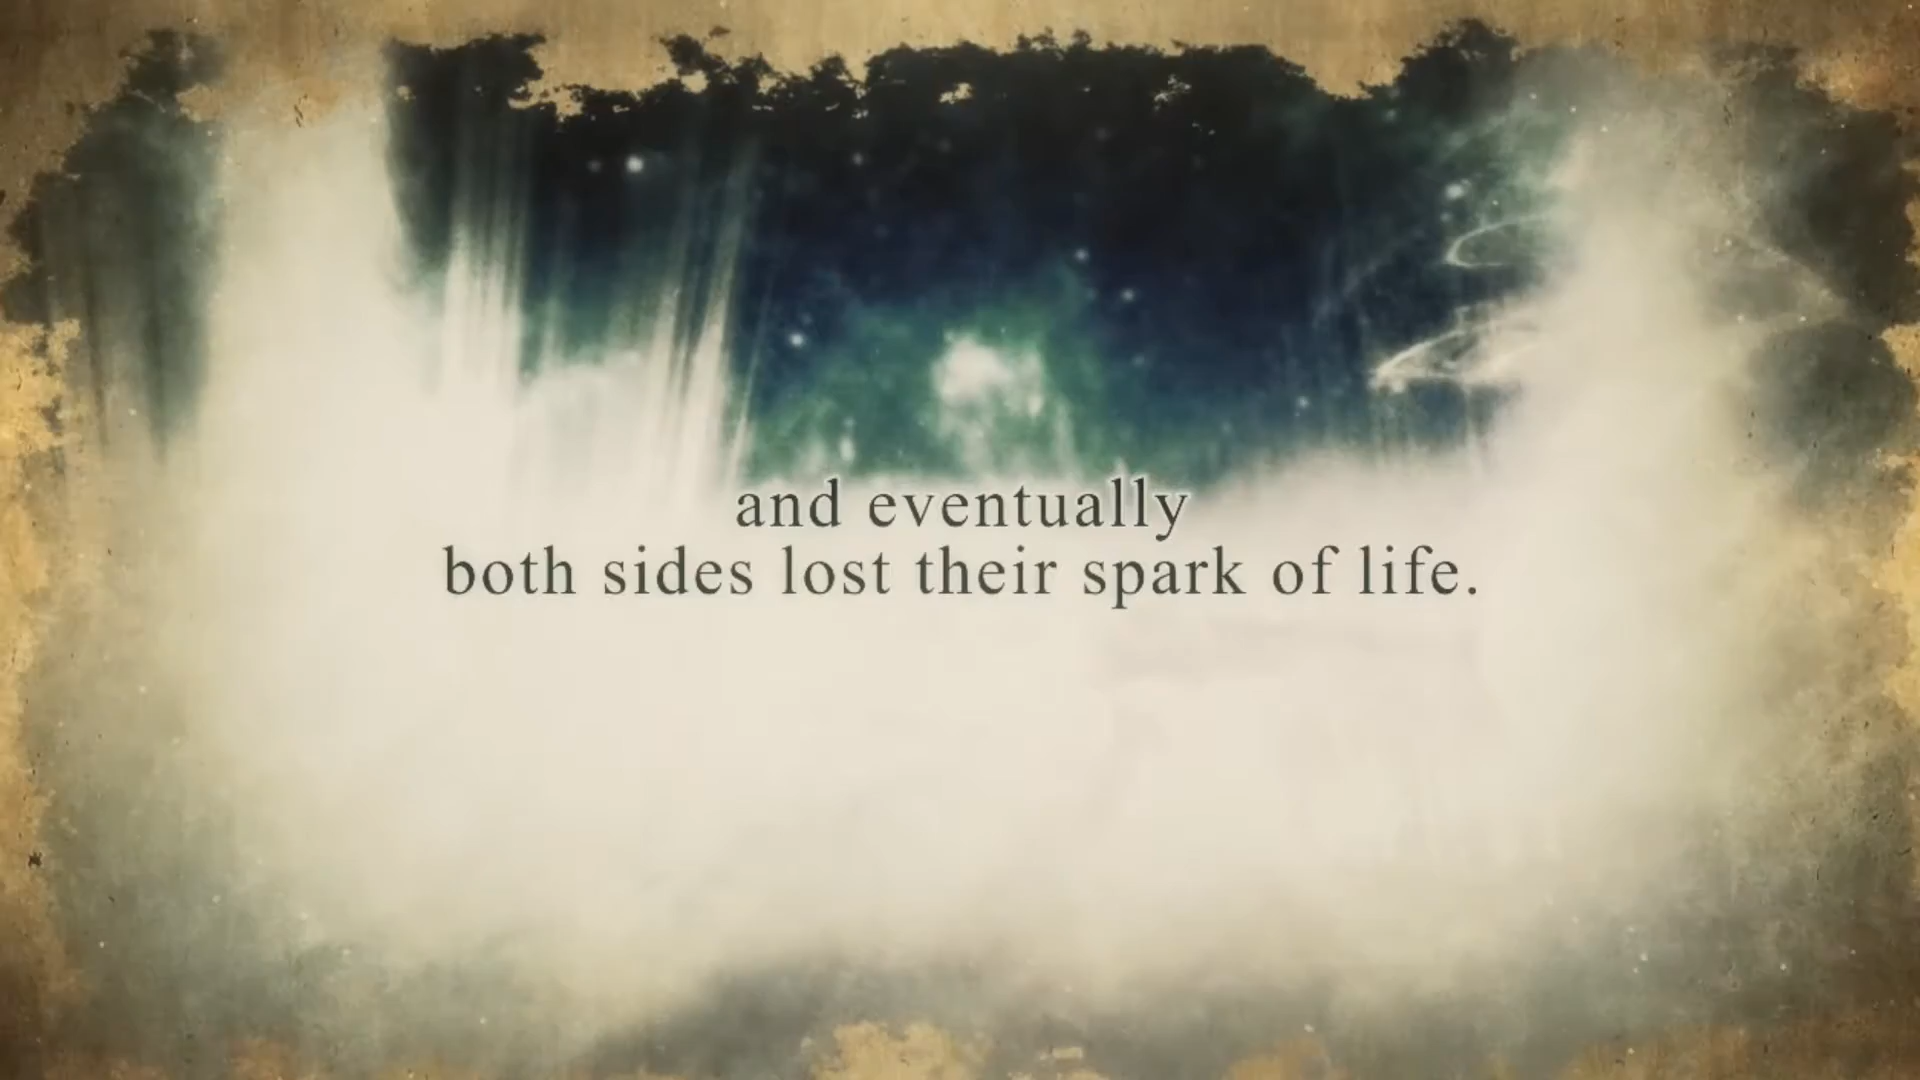 and eventually
both sides lost their spark of life.